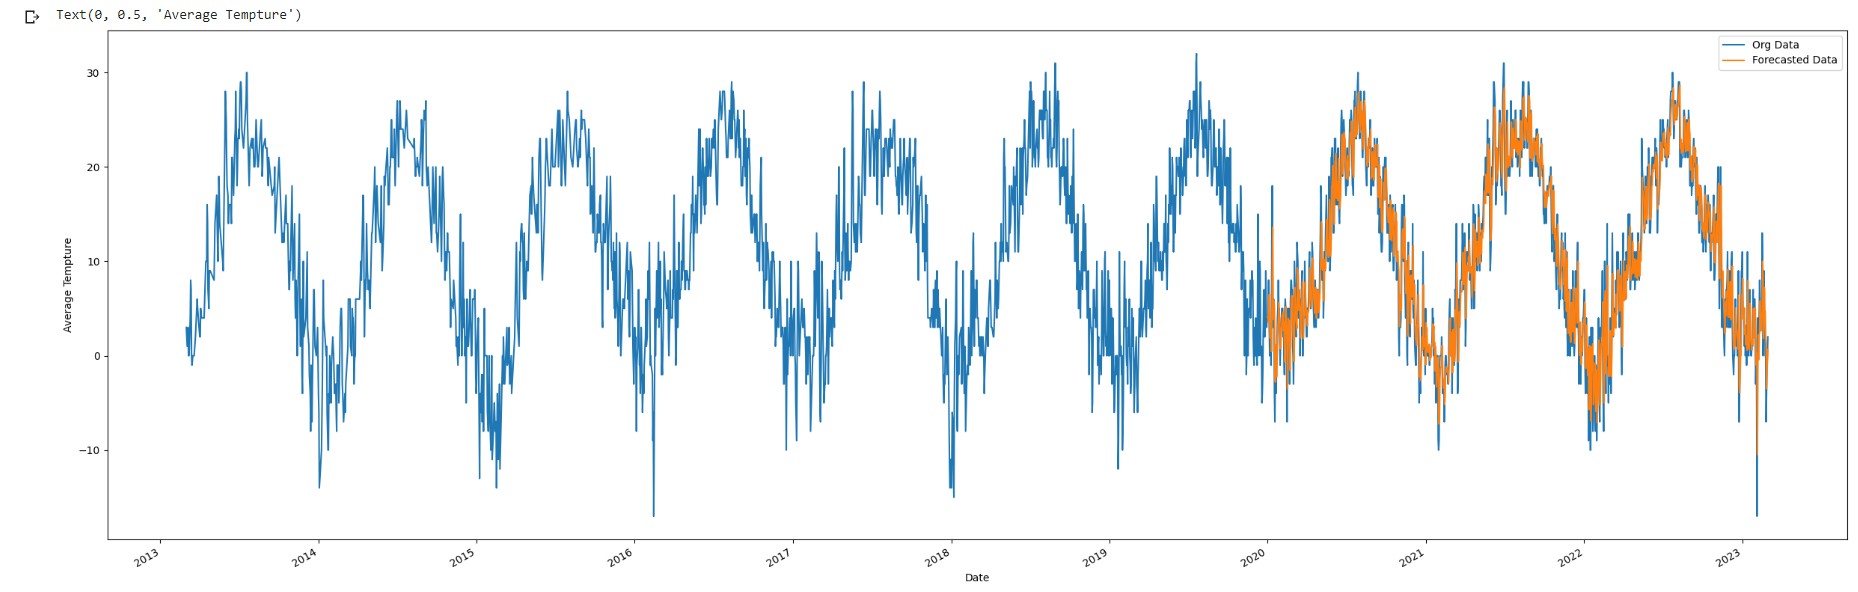 Text(0, 0.5, 'Average Tempture')
Org Data
Forecasted Data
30
20
10
0
−10
Average Tempture
2013 2014 2015 2016 2017 2018 2019 2020 2021 2022 2023
Date